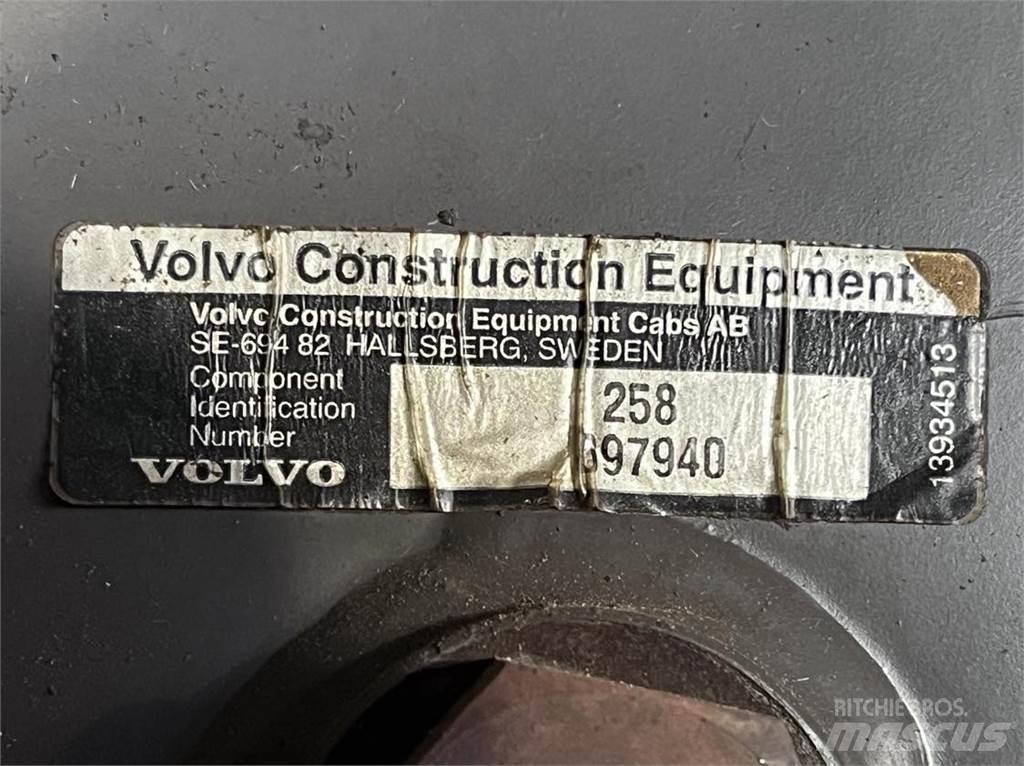 Volvo Construction Equipment
Volvo Construction Equipment Cabs AB
SE-694 82 HALLSBERG, SWEDEN
Component
Identification
Number
258
697940
VOLVO
13934513
RITCHIE BROS.
MASCUS